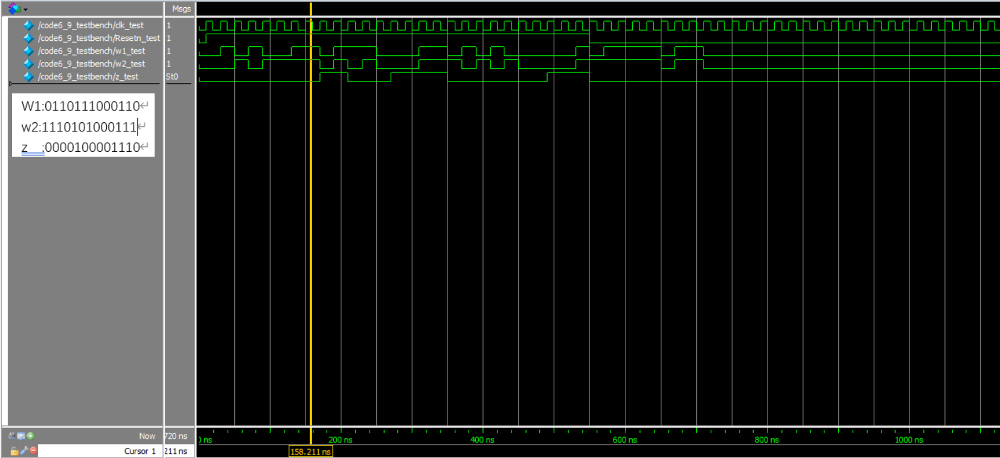 Msgs
/code6_9_testbench/clk_test 1
/code6_9_testbench/Resetn_test 1
/code6_9_testbench/w1_test 1
/code6_9_testbench/w2_test 1
/code6_9_testbench/z_test St0
W1:0110111000110↵
w2:1110101000111↵
z :0000100001110↵
Now 720 ns
0 ns 200 ns 400 ns 600 ns 800 ns 1000 ns
Cursor 1 211 ns
158.211 ns